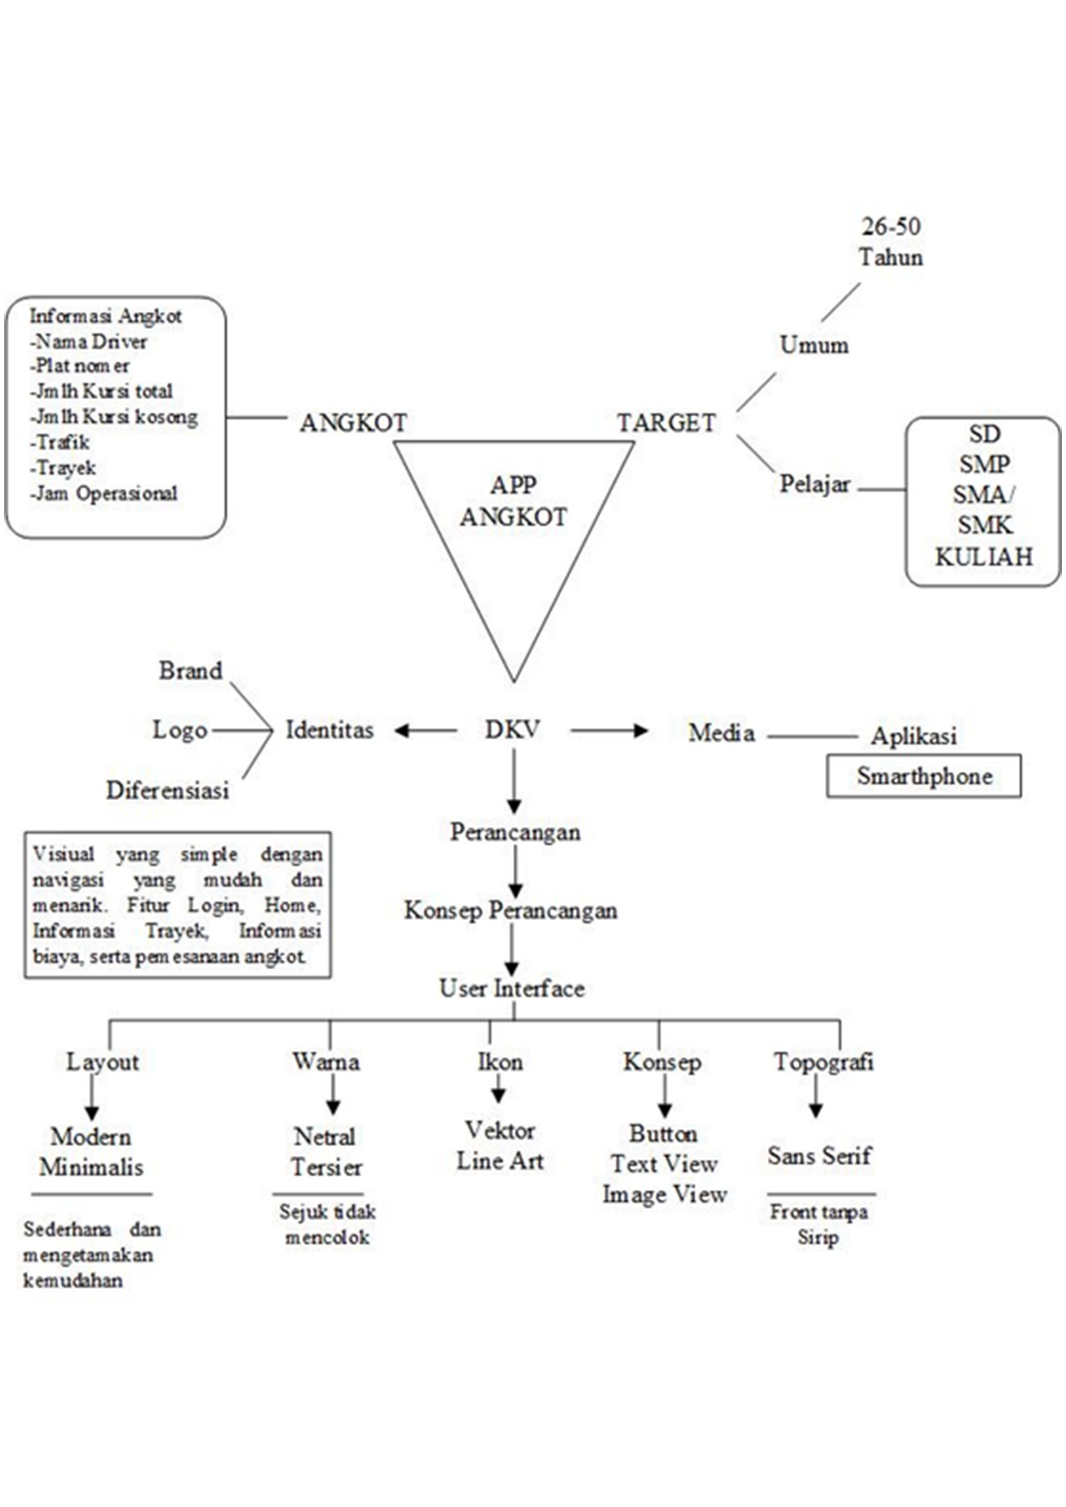 26-50
Tahun
Umum
Informasi Angkot
-Nama Driver
-Plat nomer
-Jmlh Kursi total
-Jmlh Kursi kosong
-Trafik
-Trayek
-Jam Operasional
ANGKOT
TARGET
APP
ANGKOT
Pelajar
SD
SMP
SMA/
SMK
KULIAH
Brand
Logo
Diferensiasi
Identitas
DKV
Media
Aplikasi
Smarthphone
Perancangan
Visiual yang simple dengan
navigasi yang mudah dan
menarik. Fitur Login, Home,
Informasi Trayek, Informasi
biaya, serta pemesanaan angkot.
Konsep Perancangan
User Interface
Layout
Warna
Ikon
Konsep
Topografi
Modern
Minimalis
Sederhana dan
mengetamakan
kemudahan
Netral
Tersier
Sejuk tidak
mencolok
Vektor
Line Art
Button
Text View
Image View
Sans Serif
Front tanpa
Sirip